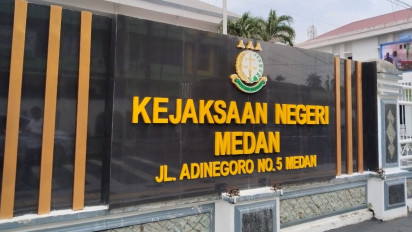 KEJAKSAAN NEGERI
MEDAN
JL. ADINEGORO NO. 5 MEDAN